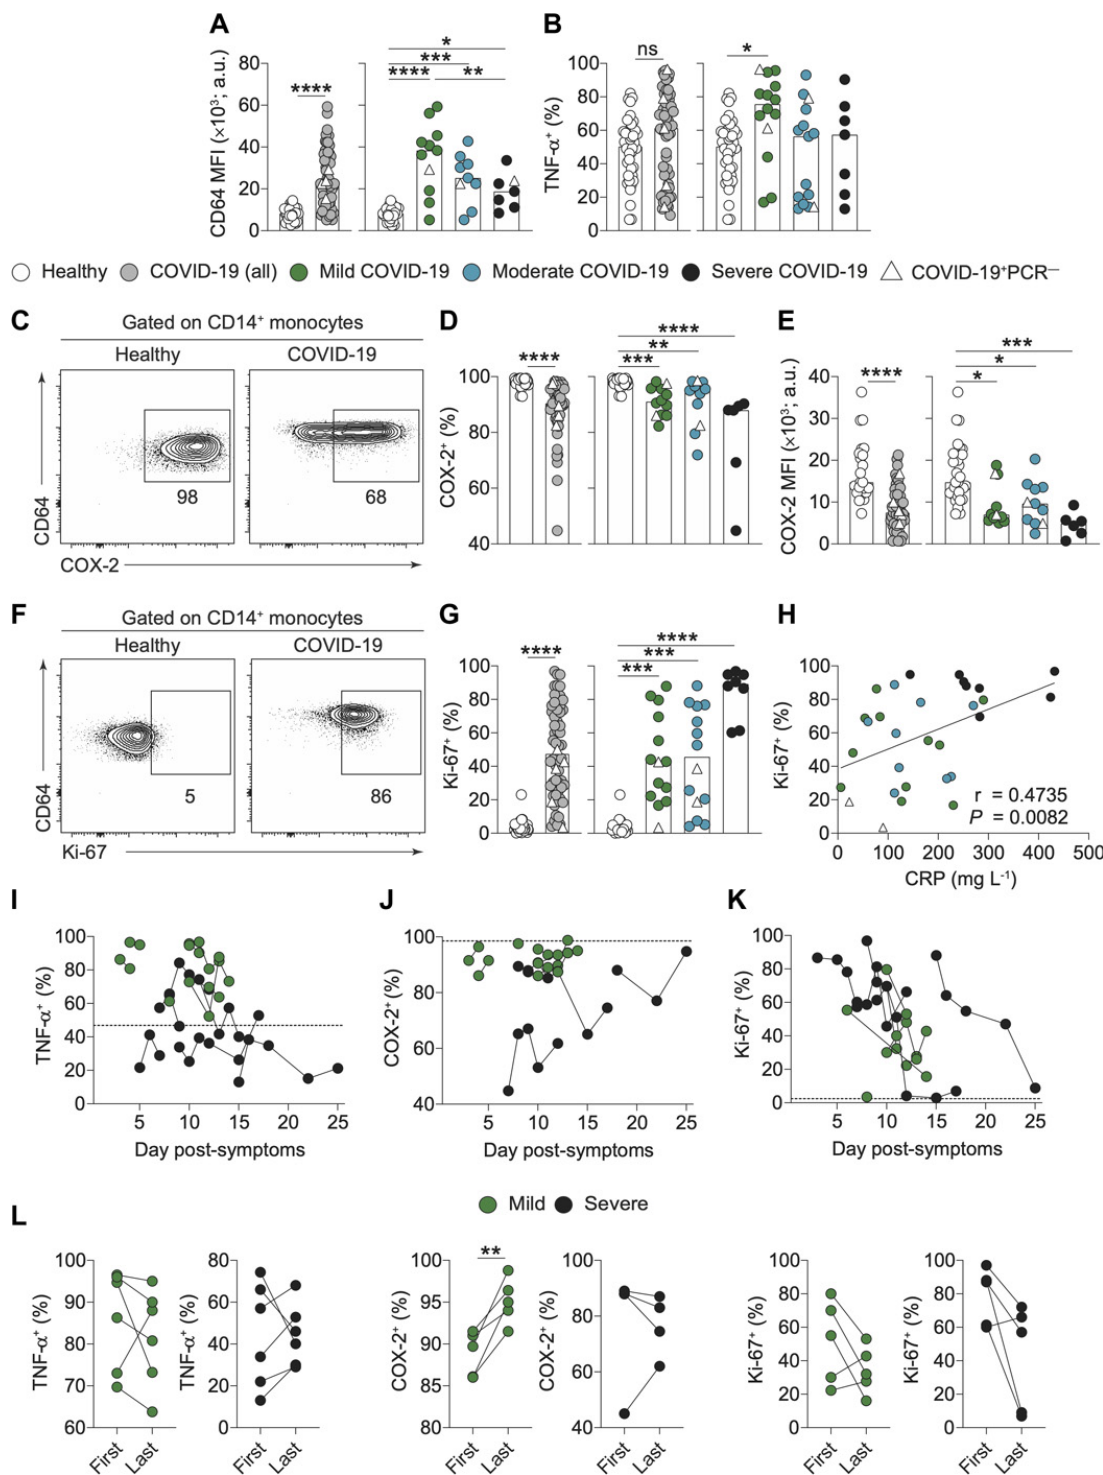 A
B
CD64 MFI (×10³; a.u.)
80
60
40
20
0
****
****
***
*
**
TNF-α⁺ (%)
100
80
60
40
20
0
ns
*
Healthy
COVID-19 (all)
Mild COVID-19
Moderate COVID-19
Severe COVID-19
COVID-19⁺PCR⁻
C
Gated on CD14⁺ monocytes
Healthy
COVID-19
98
68
CD64
COX-2
D
COX-2⁺ (%)
100
80
60
40
****
***
**
****
E
COX-2 MFI (×10³; a.u.)
40
30
20
10
0
****
*
*
***
F
Gated on CD14⁺ monocytes
Healthy
COVID-19
5
86
CD64
Ki-67
G
Ki-67⁺ (%)
100
80
60
40
20
0
****
***
***
****
H
Ki-67⁺ (%)
100
80
60
40
20
0
r = 0.4735
P = 0.0082
0 100 200 300 400 500
CRP (mg L⁻¹)
I
TNF-α⁺ (%)
100
80
60
40
20
0
5 10 15 20 25
Day post-symptoms
J
COX-2⁺ (%)
100
80
60
40
5 10 15 20 25
Day post-symptoms
K
Ki-67⁺ (%)
100
80
60
40
20
0
5 10 15 20 25
Day post-symptoms
Mild
Severe
L
TNF-α⁺ (%)
100
90
80
70
60
First Last
TNF-α⁺ (%)
80
60
40
20
0
First Last
COX-2⁺ (%)
100
95
90
85
80
**
First Last
COX-2⁺ (%)
100
80
60
40
First Last
Ki-67⁺ (%)
100
80
60
40
20
0
First Last
Ki-67⁺ (%)
100
80
60
40
20
0
First Last